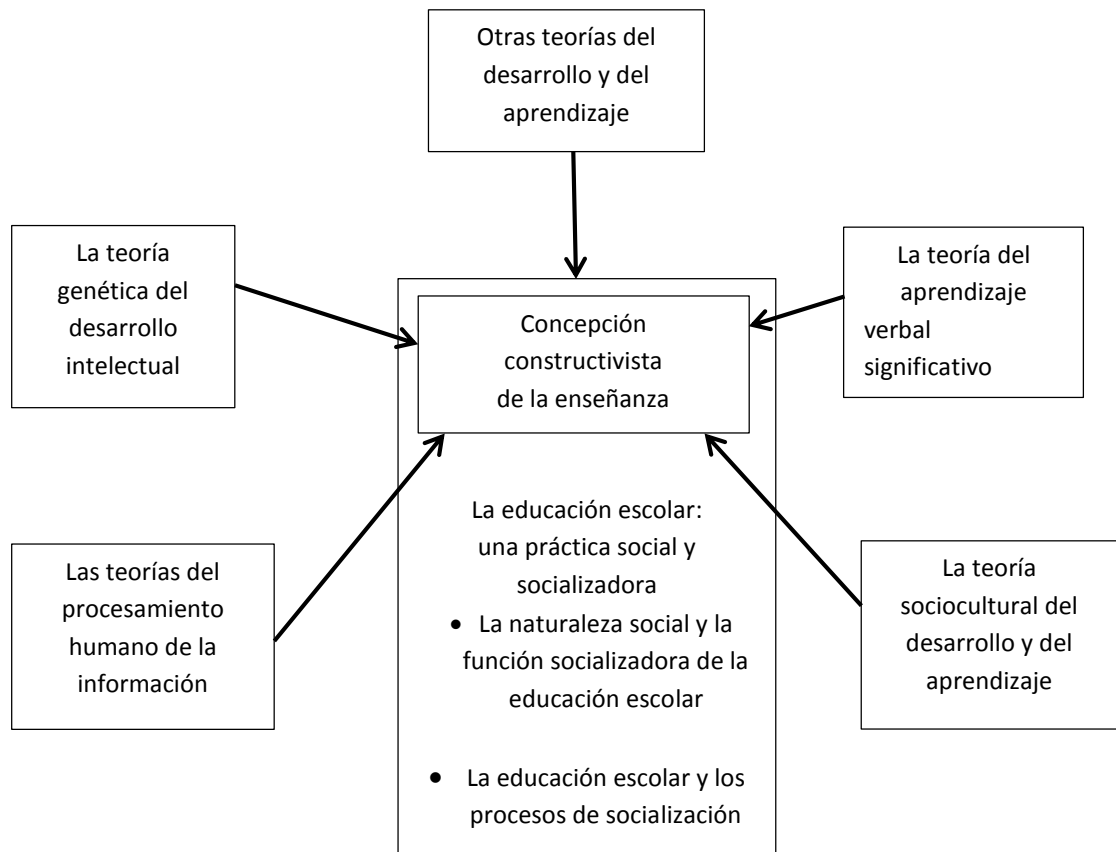 Otras teorías del
desarrollo y del
aprendizaje
La teoría
genética del
desarrollo
intelectual
La teoría del
aprendizaje
verbal
significativo
Concepción
constructivista
de la enseñanza
La educación escolar:
una práctica social y
socializadora
• La naturaleza social y la
función socializadora de la
educación escolar
• La educación escolar y los
procesos de socialización
Las teorías del
procesamiento
humano de la
información
La teoría
sociocultural del
desarrollo y del
aprendizaje